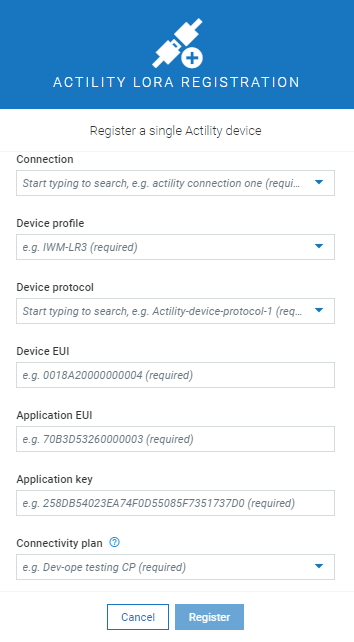 ACTILITY LORA REGISTRATION
Register a single Actility device
Connection
Start typing to search, e.g. actility connection one (requi...
Device profile
e.g. IWM-LR3 (required)
Device protocol
Start typing to search, e.g. Actility-device-protocol-1 (req...
Device EUI
e.g. 0018A20000000004 (required)
Application EUI
e.g. 70B3D53260000003 (required)
Application key
e.g. 258DB54023EA74F0D55085F7351737D0 (required)
Connectivity plan ?
e.g. Dev-ope testing CP (required)
Cancel Register